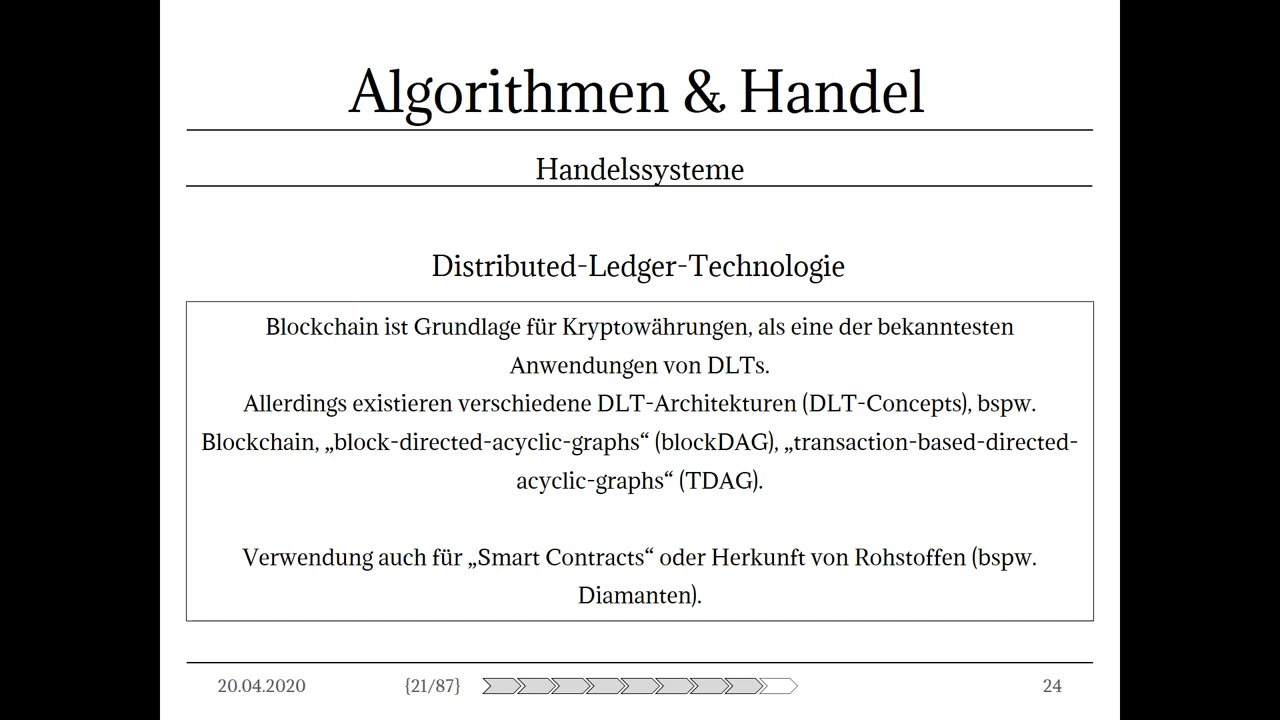 Algorithmen & Handel
Handelssysteme
Distributed-Ledger-Technologie
Blockchain ist Grundlage für Kryptowährungen, als eine der bekanntesten
Anwendungen von DLTs.
Allerdings existieren verschiedene DLT-Architekturen (DLT-Concepts), bspw.
Blockchain, „block-directed-acyclic-graphs“ (blockDAG), „transaction-based-directed-
acyclic-graphs“ (TDAG).
Verwendung auch für „Smart Contracts“ oder Herkunft von Rohstoffen (bspw.
Diamanten).
20.04.2020 {21/87} 24